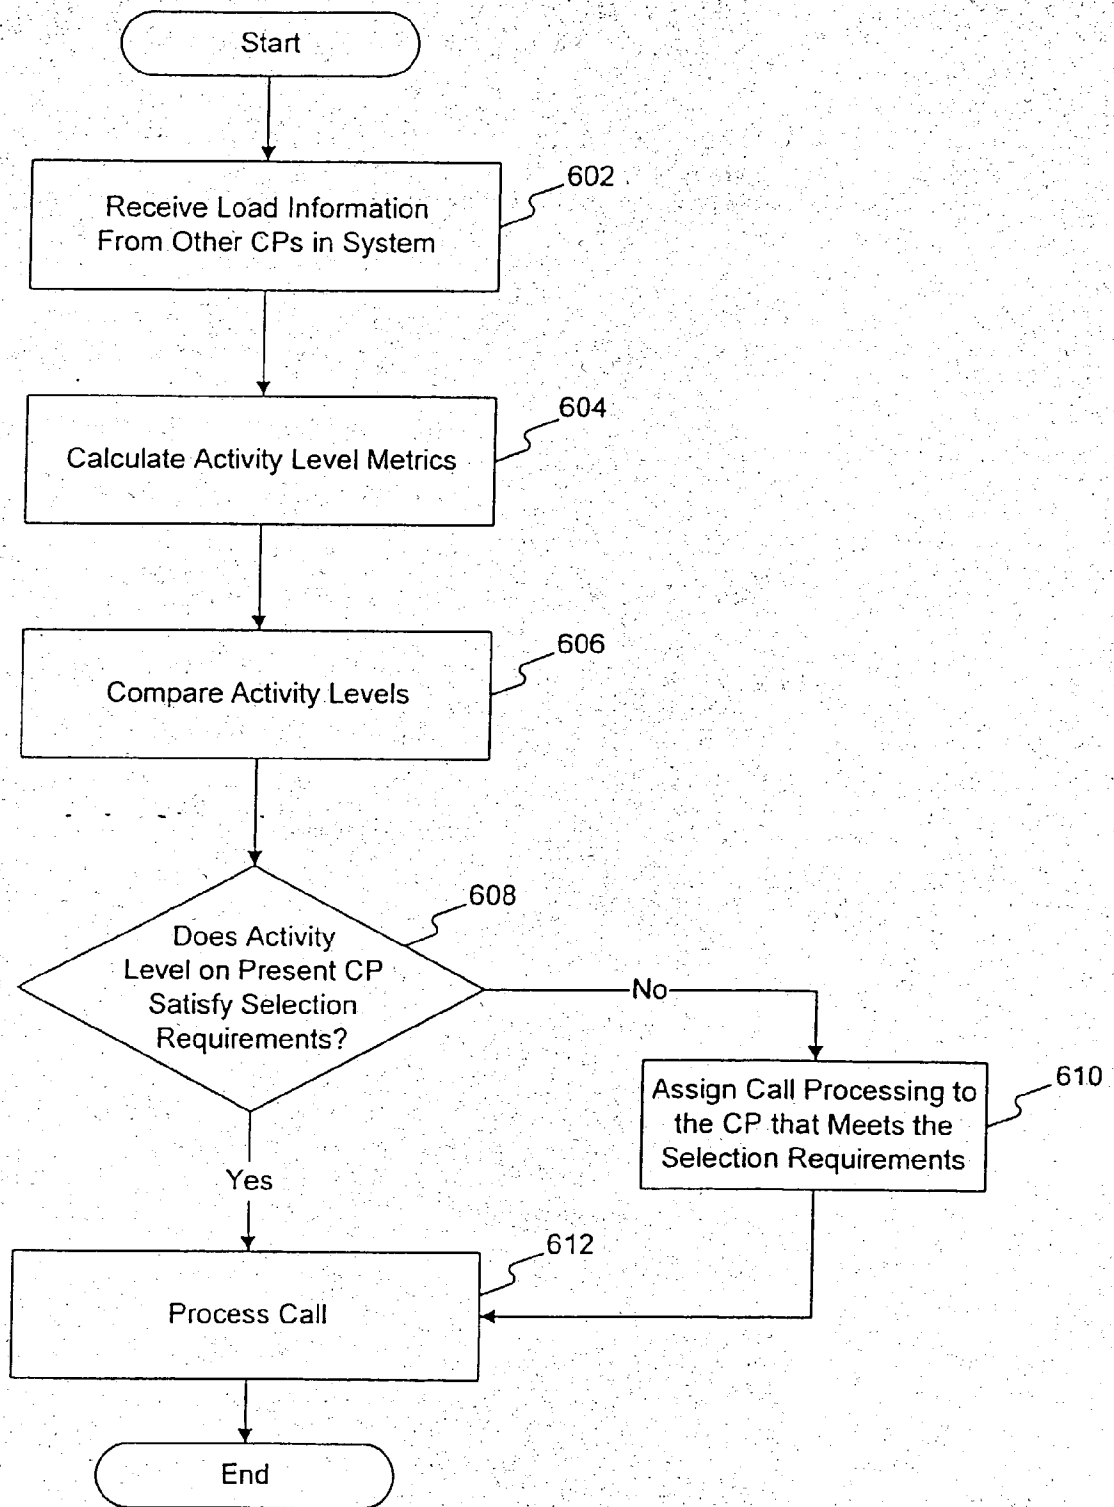 Start
602
Receive Load Information
From Other CPs in System
604
Calculate Activity Level Metrics
606
Compare Activity Levels
608
Does Activity
Level on Present CP
Satisfy Selection
Requirements?
No
610
Assign Call Processing to
the CP that Meets the
Selection Requirements
Yes
612
Process Call
End